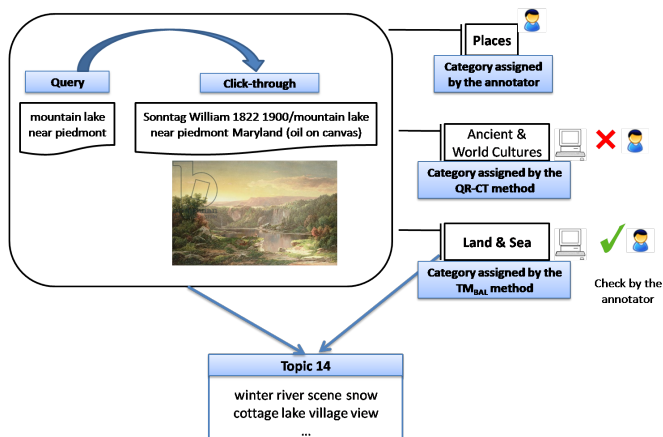 Query
Click-through
mountain lake
near piedmont
Sonntag William 1822 1900/mountain lake
near piedmont Maryland (oil on canvas)
b
Places
Category assigned
by the annotator
Ancient &
World Cultures
Category assigned by the
QR-CT method
Land & Sea
Category assigned by the
TMBAL method
Check by the
annotator
Topic 14
winter river scene snow
cottage lake village view
...